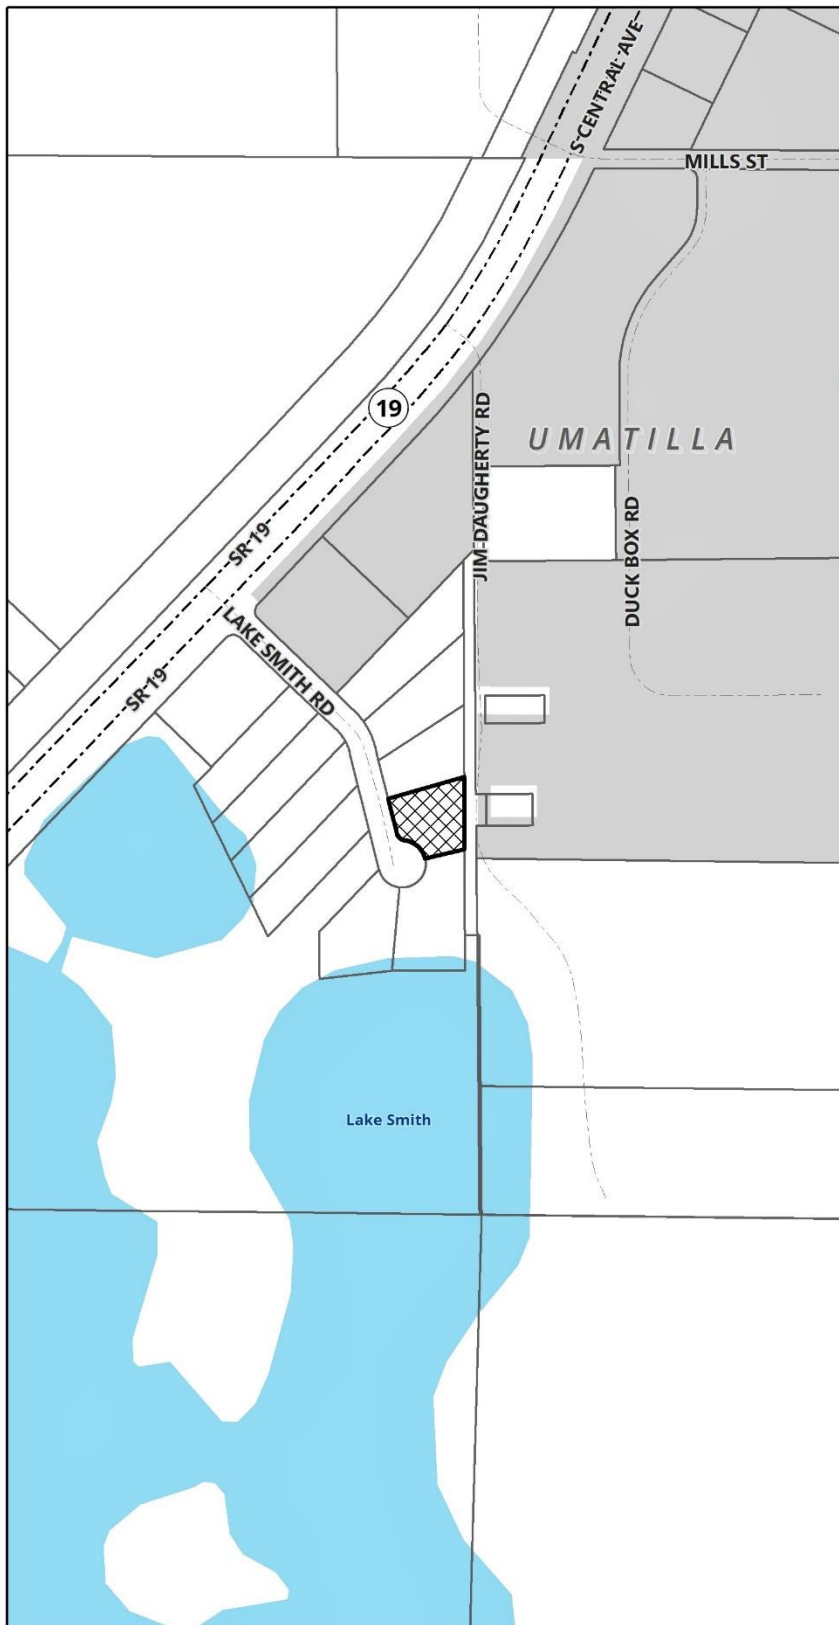 S CENTRAL AVE
MILLS ST
19
JIM DAUGHERTY RD
UMATILLA
DUCK BOX RD
SR 19
LAKE SMITH RD
SR 19
Lake Smith